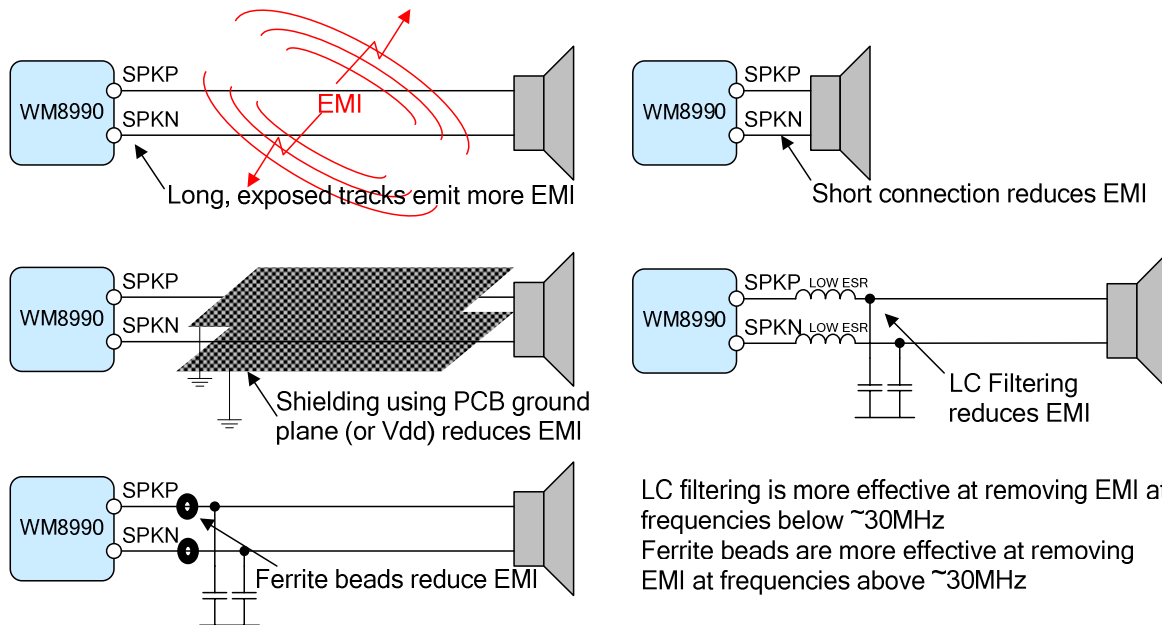 SPKP
WM8990
EMI
SPKN
Long, exposed tracks emit more EMI
SPKP
WM8990
SPKN
Short connection reduces EMI
SPKP
WM8990
SPKN
Shielding using PCB ground
plane (or Vdd) reduces EMI
SPKP
LOW ESR
WM8990
SPKN
LOW ESR
LC Filtering
reduces EMI
SPKP
WM8990
SPKN
Ferrite beads reduce EMI
LC filtering is more effective at removing EMI at
frequencies below ~30MHz
Ferrite beads are more effective at removing
EMI at frequencies above ~30MHz